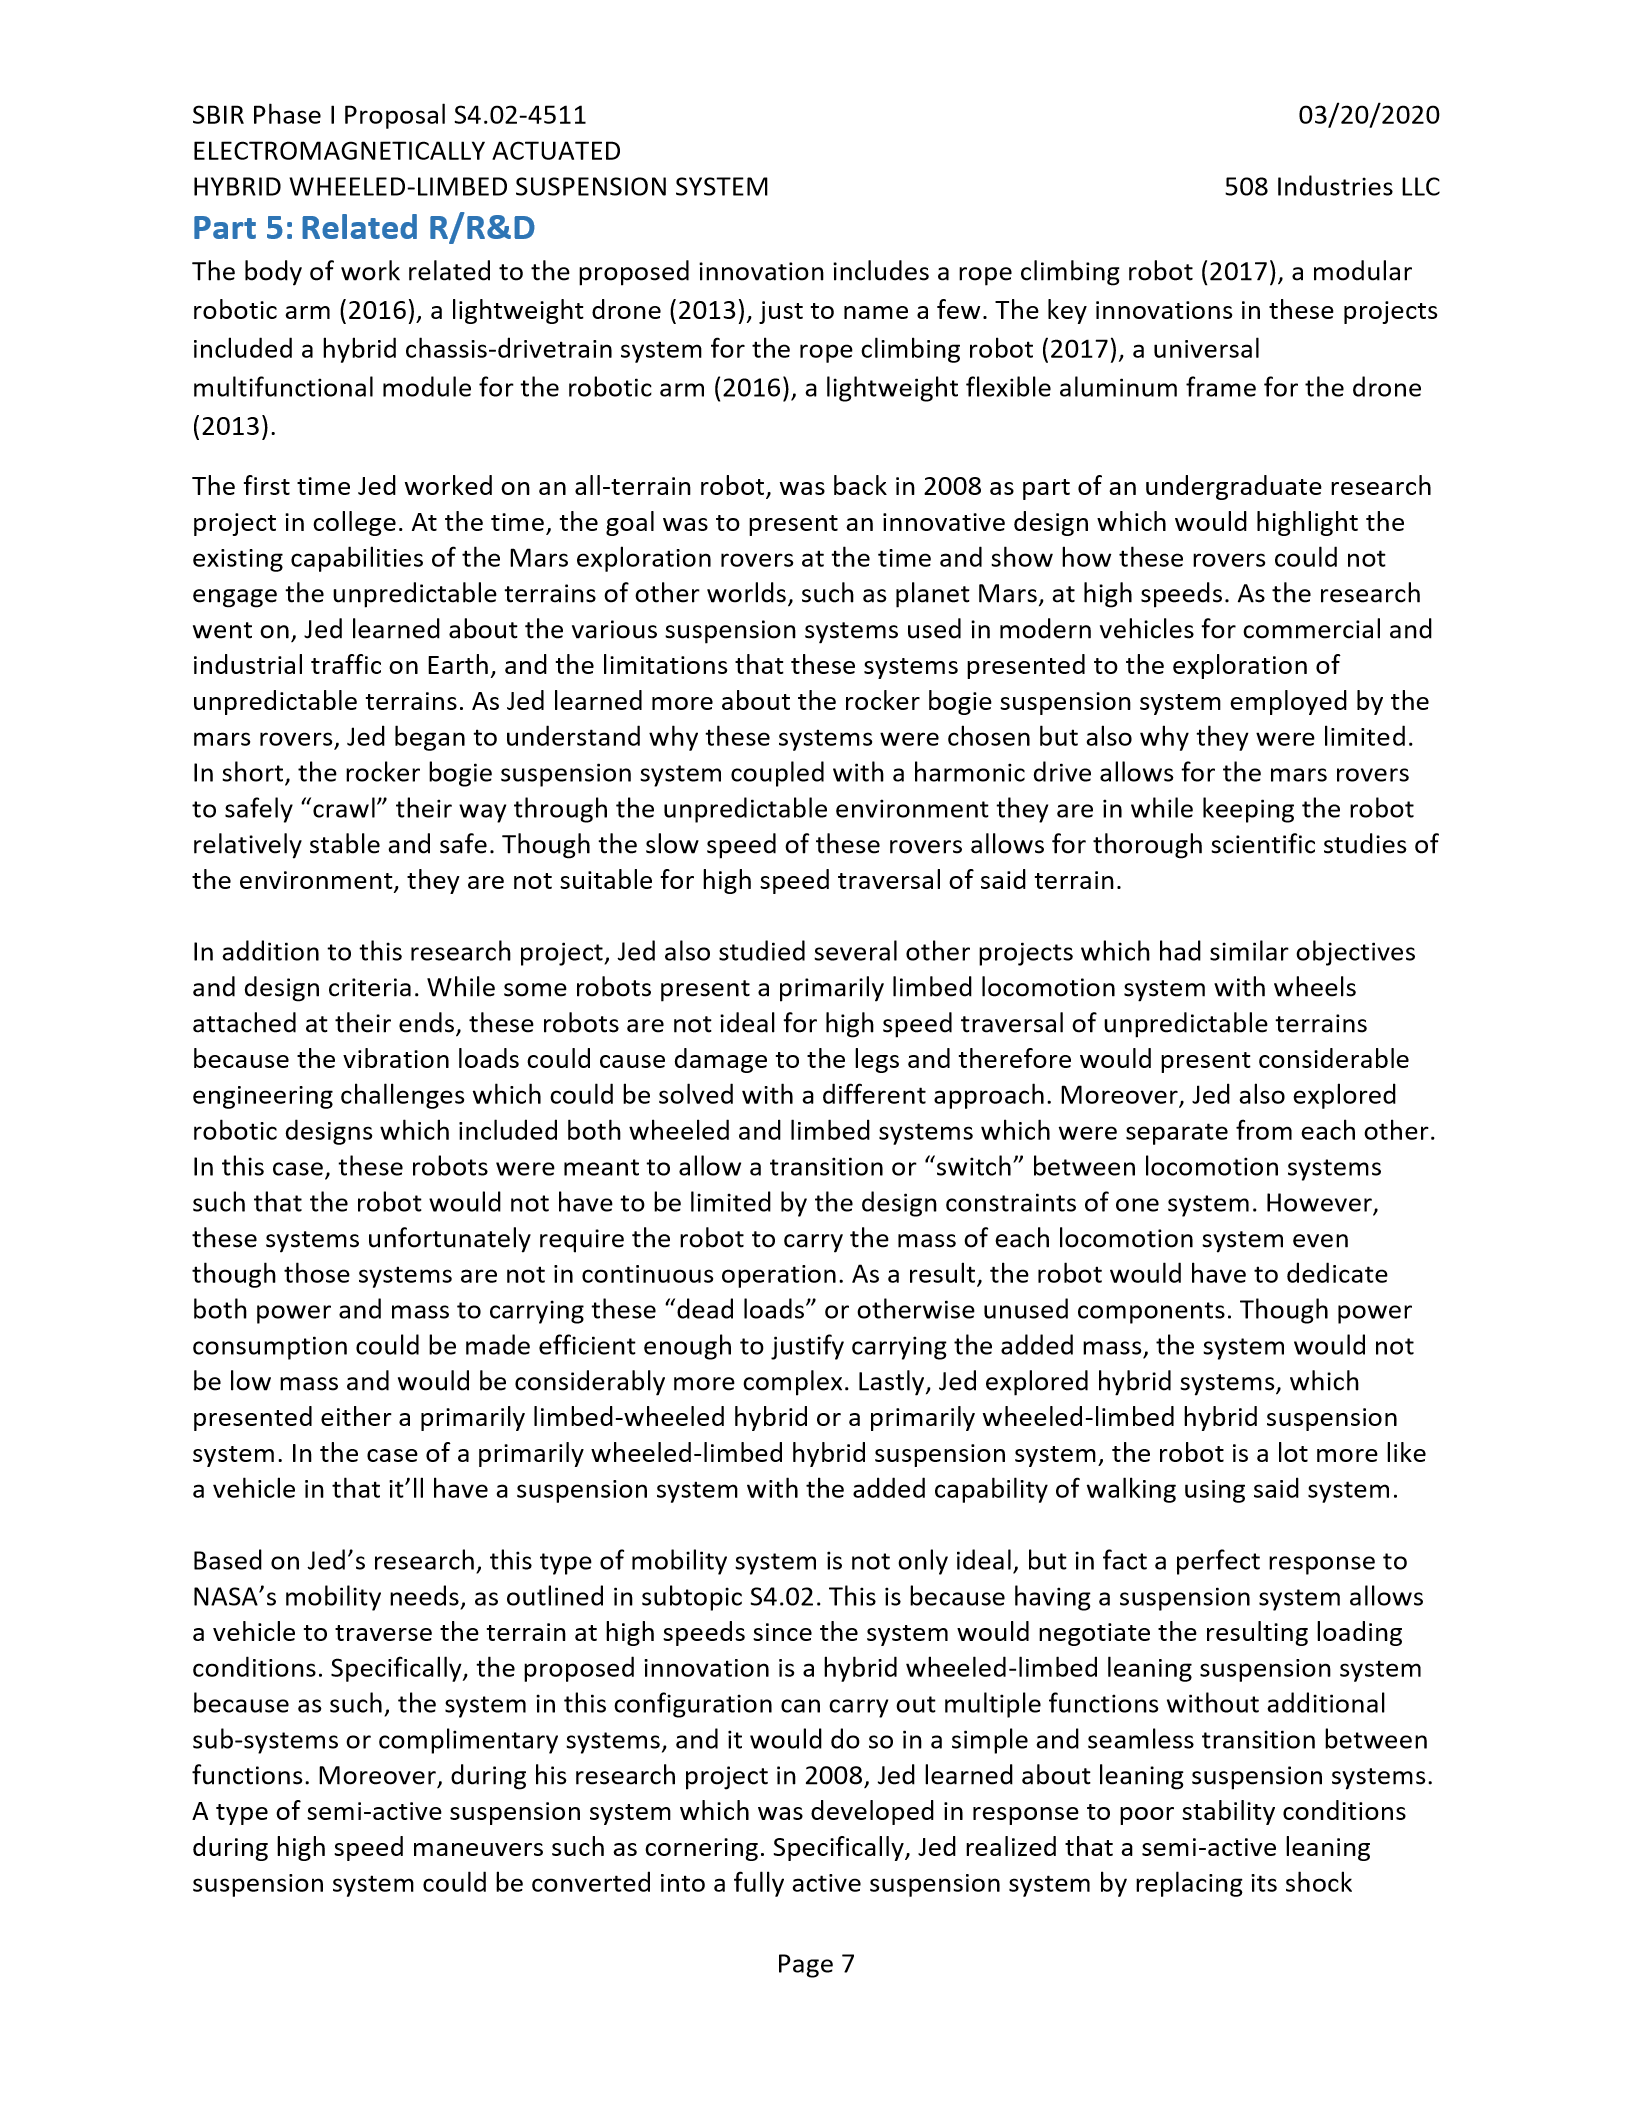 SBIR Phase I Proposal S4.02-4511 03/20/2020
ELECTROMAGNETICALLY ACTUATED
HYBRID WHEELED-LIMBED SUSPENSION SYSTEM 508 Industries LLC
Part 5: Related R/R&D
The body of work related to the proposed innovation includes a rope climbing robot (2017), a modular
robotic arm (2016), a lightweight drone (2013), just to name a few. The key innovations in these projects
included a hybrid chassis-drivetrain system for the rope climbing robot (2017), a universal
multifunctional module for the robotic arm (2016), a lightweight flexible aluminum frame for the drone
(2013).
The first time Jed worked on an all-terrain robot, was back in 2008 as part of an undergraduate research
project in college. At the time, the goal was to present an innovative design which would highlight the
existing capabilities of the Mars exploration rovers at the time and show how these rovers could not
engage the unpredictable terrains of other worlds, such as planet Mars, at high speeds. As the research
went on, Jed learned about the various suspension systems used in modern vehicles for commercial and
industrial traffic on Earth, and the limitations that these systems presented to the exploration of
unpredictable terrains. As Jed learned more about the rocker bogie suspension system employed by the
mars rovers, Jed began to understand why these systems were chosen but also why they were limited.
In short, the rocker bogie suspension system coupled with a harmonic drive allows for the mars rovers
to safely “crawl” their way through the unpredictable environment they are in while keeping the robot
relatively stable and safe. Though the slow speed of these rovers allows for thorough scientific studies of
the environment, they are not suitable for high speed traversal of said terrain.
In addition to this research project, Jed also studied several other projects which had similar objectives
and design criteria. While some robots present a primarily limbed locomotion system with wheels
attached at their ends, these robots are not ideal for high speed traversal of unpredictable terrains
because the vibration loads could cause damage to the legs and therefore would present considerable
engineering challenges which could be solved with a different approach. Moreover, Jed also explored
robotic designs which included both wheeled and limbed systems which were separate from each other.
In this case, these robots were meant to allow a transition or “switch” between locomotion systems
such that the robot would not have to be limited by the design constraints of one system. However,
these systems unfortunately require the robot to carry the mass of each locomotion system even
though those systems are not in continuous operation. As a result, the robot would have to dedicate
both power and mass to carrying these “dead loads” or otherwise unused components. Though power
consumption could be made efficient enough to justify carrying the added mass, the system would not
be low mass and would be considerably more complex. Lastly, Jed explored hybrid systems, which
presented either a primarily limbed-wheeled hybrid or a primarily wheeled-limbed hybrid suspension
system. In the case of a primarily wheeled-limbed hybrid suspension system, the robot is a lot more like
a vehicle in that it’ll have a suspension system with the added capability of walking using said system.
Based on Jed’s research, this type of mobility system is not only ideal, but in fact a perfect response to
NASA’s mobility needs, as outlined in subtopic S4.02. This is because having a suspension system allows
a vehicle to traverse the terrain at high speeds since the system would negotiate the resulting loading
conditions. Specifically, the proposed innovation is a hybrid wheeled-limbed leaning suspension system
because as such, the system in this configuration can carry out multiple functions without additional
sub-systems or complimentary systems, and it would do so in a simple and seamless transition between
functions. Moreover, during his research project in 2008, Jed learned about leaning suspension systems.
A type of semi-active suspension system which was developed in response to poor stability conditions
during high speed maneuvers such as cornering. Specifically, Jed realized that a semi-active leaning
suspension system could be converted into a fully active suspension system by replacing its shock
Page 7